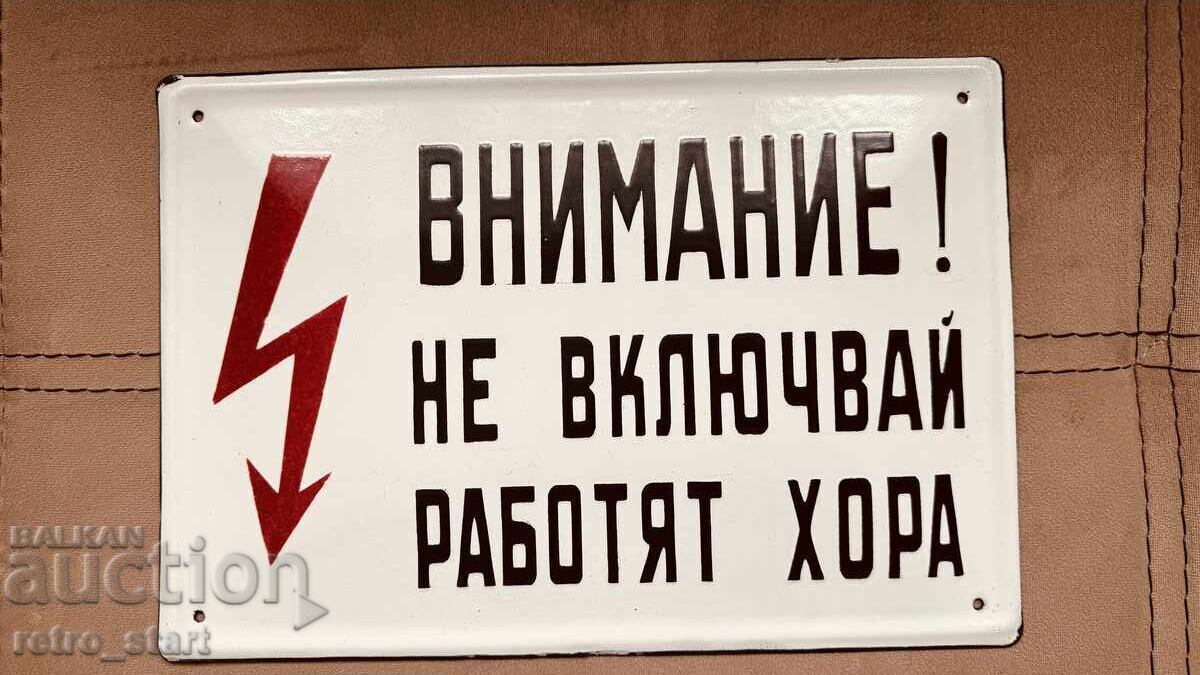 ВНИМАНИЕ!
НЕ ВКЛЮЧВАЙ
РАБОТЯТ ХОРА
BALKAN
auction
retro_start